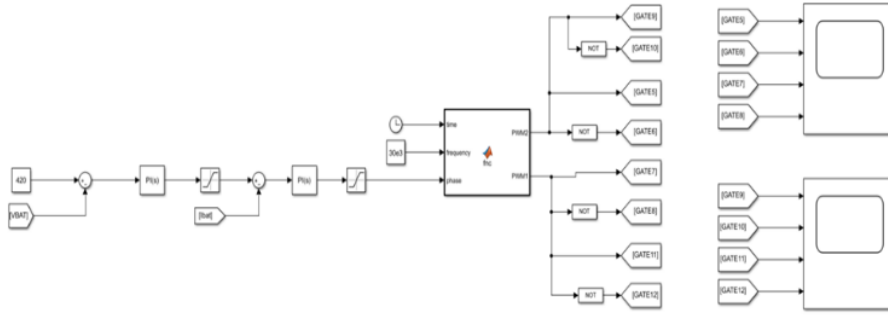 420
[VBAT]
+
-
PI(s)
[Ibat]
+
-
PI(s)
30e3
time
frequency
phase
fnc
PWM2
PWM1
[GATE9]
NOT
[GATE10]
[GATE5]
NOT
[GATE6]
[GATE7]
NOT
[GATE8]
[GATE11]
NOT
[GATE12]
[GATE5]
[GATE6]
[GATE7]
[GATE8]
[GATE9]
[GATE10]
[GATE11]
[GATE12]